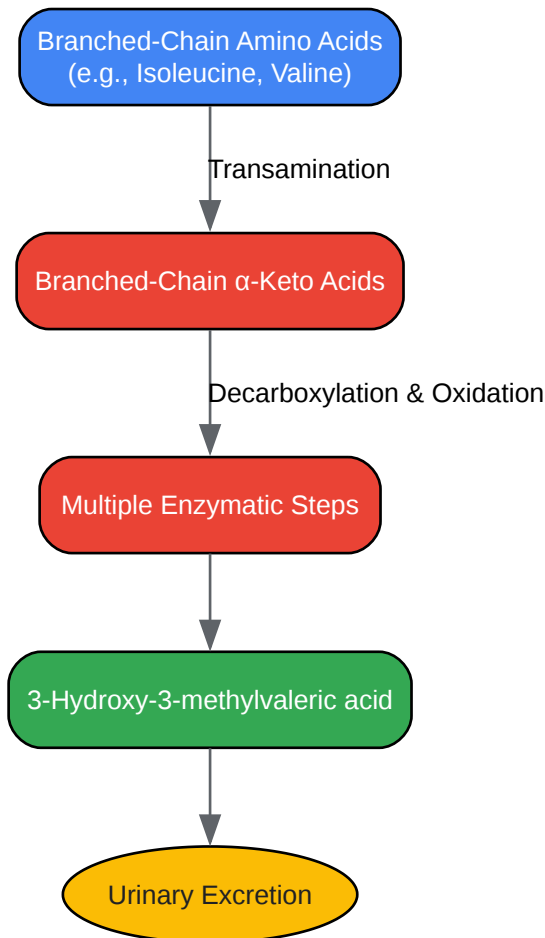 Branched-Chain Amino Acids
(e.g., Isoleucine, Valine)
Transamination
Branched-Chain α-Keto Acids
Decarboxylation & Oxidation
Multiple Enzymatic Steps
3-Hydroxy-3-methylvaleric acid
Urinary Excretion